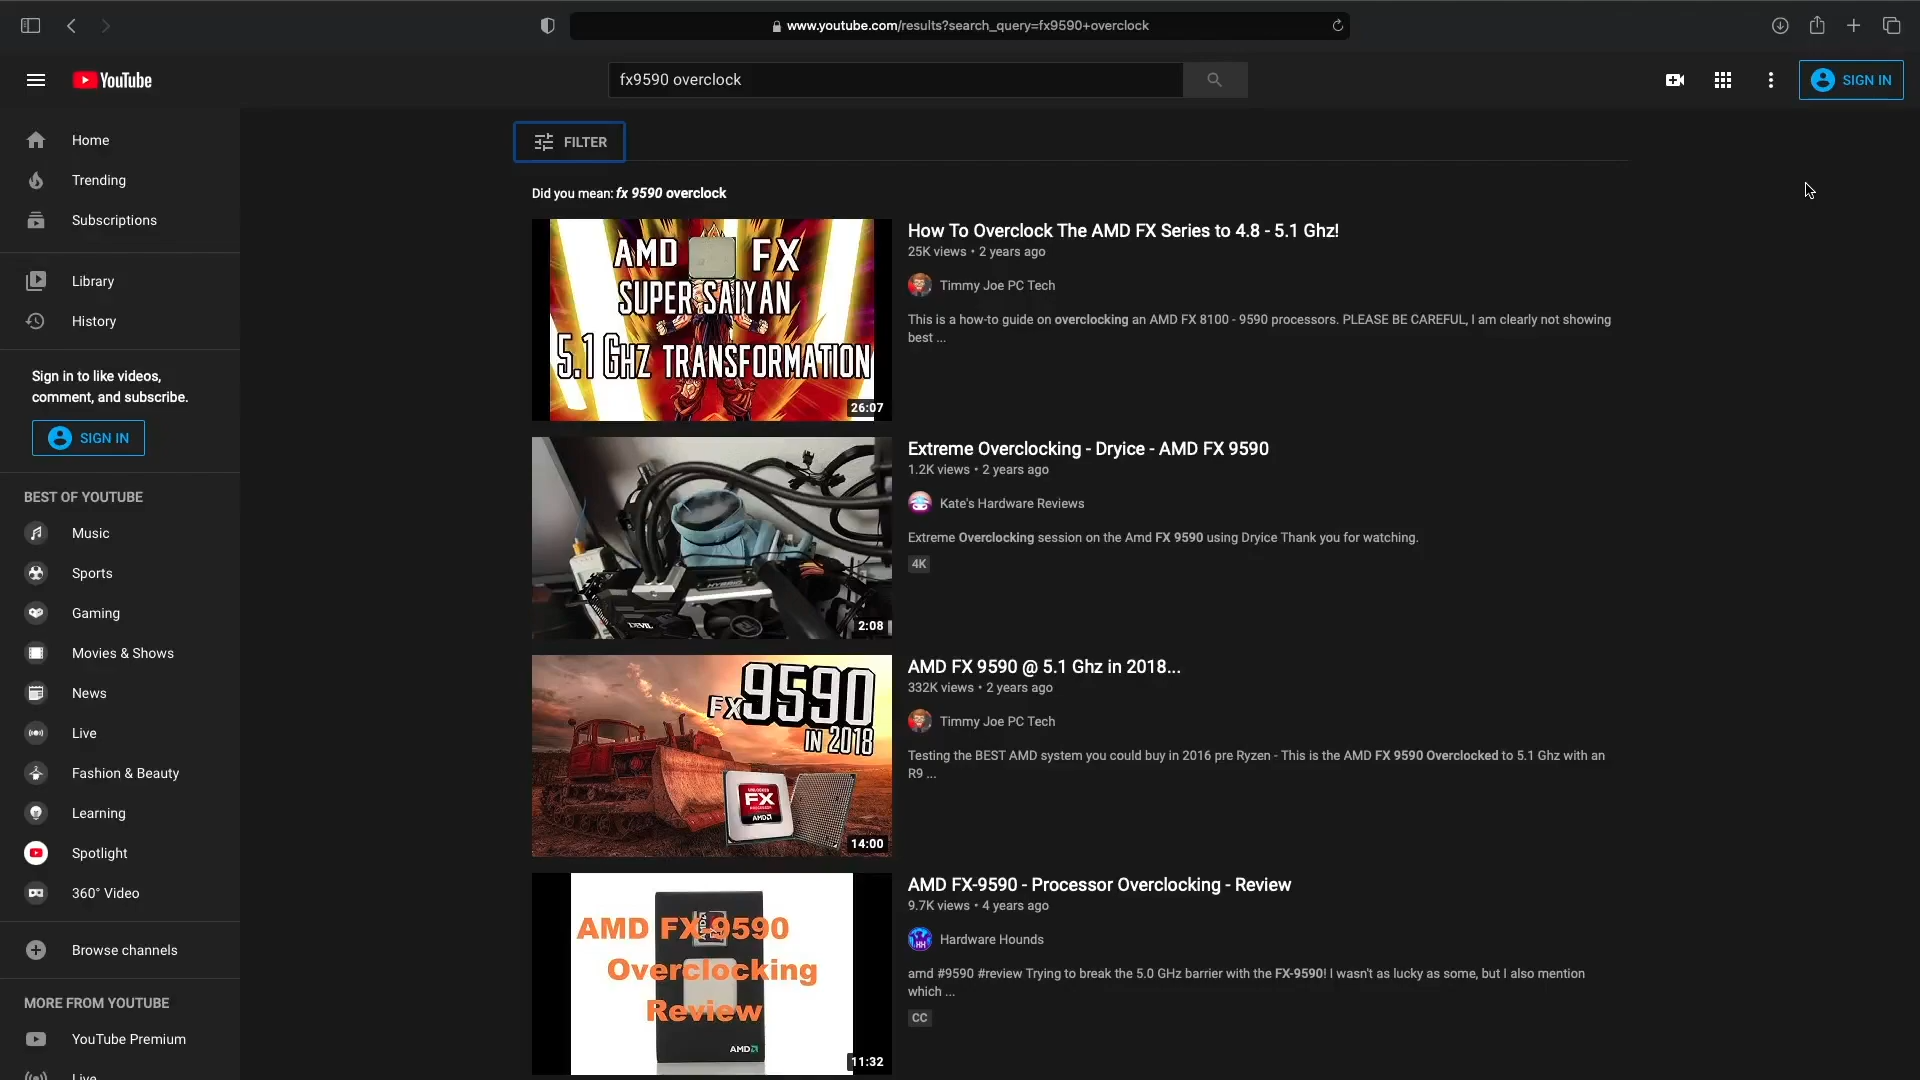 www.youtube.com/results?search_query=fx9590+overclock
YouTube
fx9590 overclock
SIGN IN
Home
Trending
Subscriptions
Library
History
Sign in to like videos,
comment, and subscribe.
SIGN IN
BEST OF YOUTUBE
Music
Sports
Gaming
Movies & Shows
News
Live
Fashion & Beauty
Learning
Spotlight
360° Video
Browse channels
MORE FROM YOUTUBE
YouTube Premium
Live
FILTER
Did you mean: fx 9590 overclock
AMD FX
SUPER SAIYAN
5.1 GHZ TRANSFORMATION
26:07
How To Overclock The AMD FX Series to 4.8 - 5.1 Ghz!
25K views • 2 years ago
Timmy Joe PC Tech
This is a how-to guide on overclocking an AMD FX 8100 - 9590 processors. PLEASE BE CAREFUL, I am clearly not showing
best ...
DEVIL
HYBRID
2:08
Extreme Overclocking - Dryice - AMD FX 9590
1.2K views • 2 years ago
Kate's Hardware Reviews
Extreme Overclocking session on the Amd FX 9590 using Dryice Thank you for watching.
4K
FX 9590
IN 2018
FX
AMD
14:00
AMD FX 9590 @ 5.1 Ghz in 2018...
332K views • 2 years ago
Timmy Joe PC Tech
Testing the BEST AMD system you could buy in 2016 pre Ryzen - This is the AMD FX 9590 Overclocked to 5.1 Ghz with an
R9 ...
AMD FX-9590
Overclocking
Review
AMD
11:32
AMD FX-9590 - Processor Overclocking - Review
9.7K views • 4 years ago
HH
Hardware Hounds
amd #9590 #review Trying to break the 5.0 GHz barrier with the FX-9590! I wasn't as lucky as some, but I also mention
which ...
CC